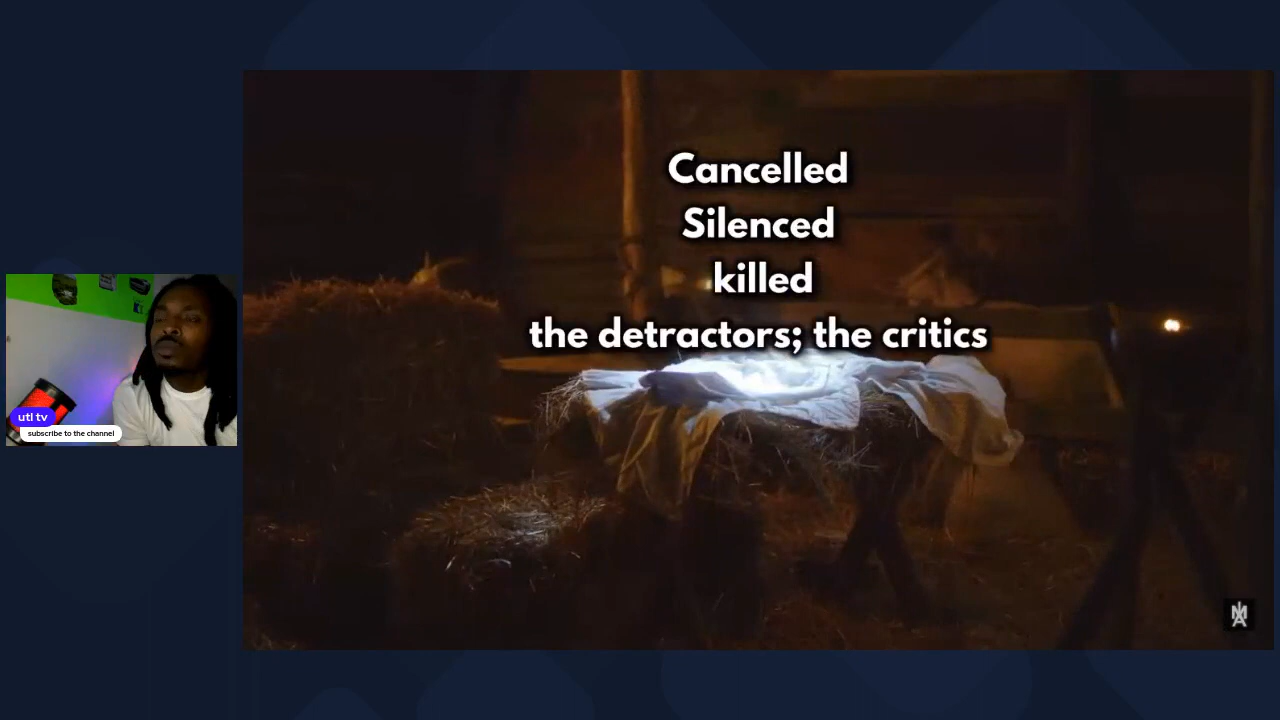 Cancelled
Silenced
killed
the detractors; the critics
utl tv
subscribe to the channel